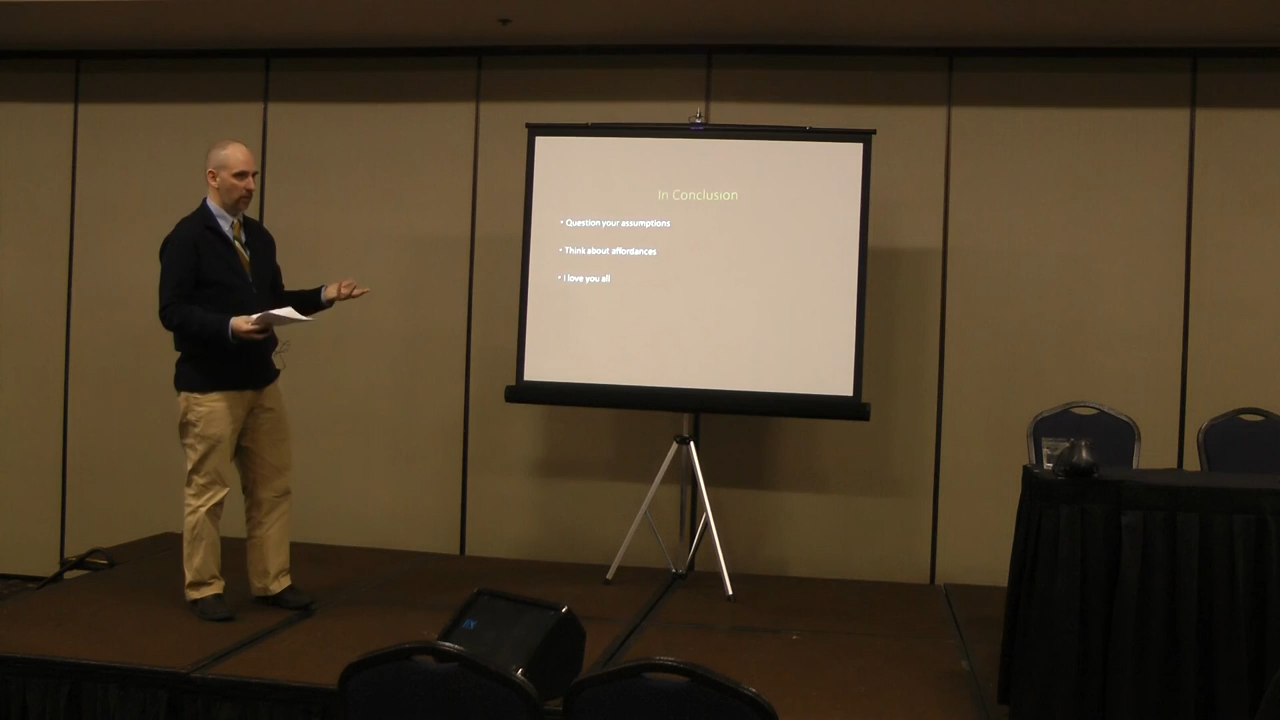 In Conclusion
• Question your assumptions
• Think about affordances
• I love you all